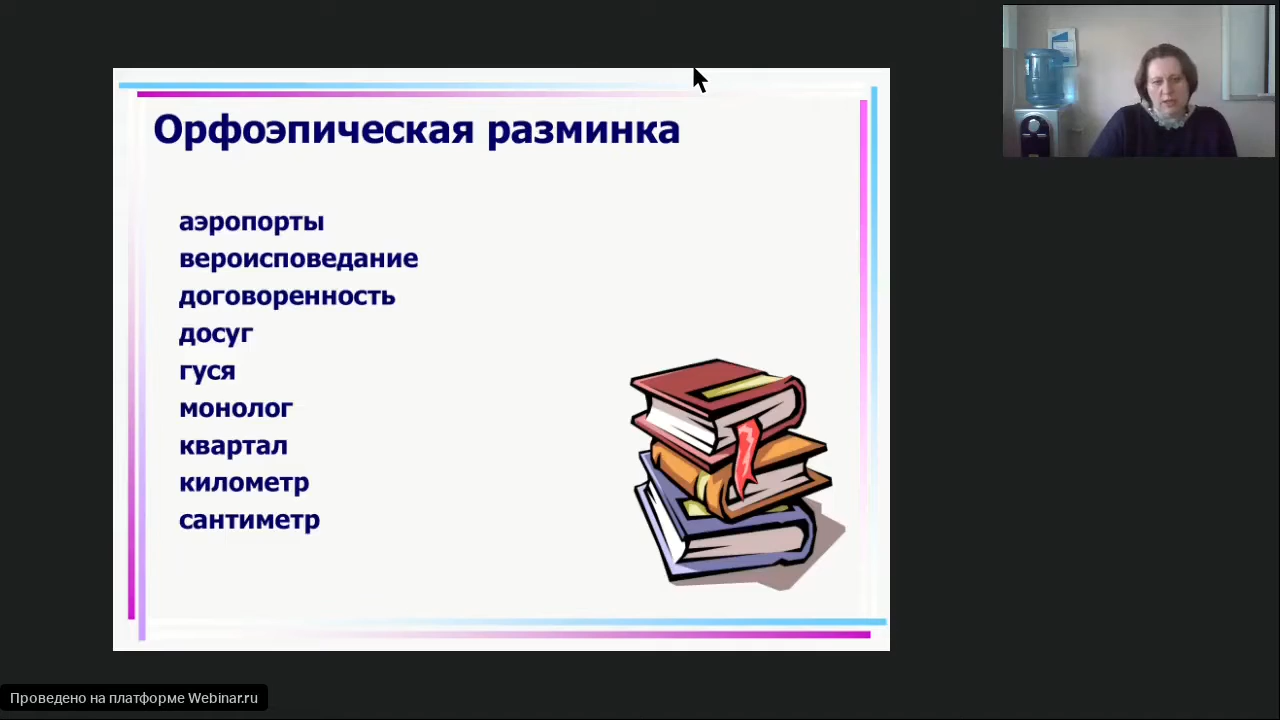 Орфоэпическая разминка
аэропорты
вероисповедание
договоренность
досуг
гуся
монолог
квартал
километр
сантиметр
Проведено на платформе Webinar.ru